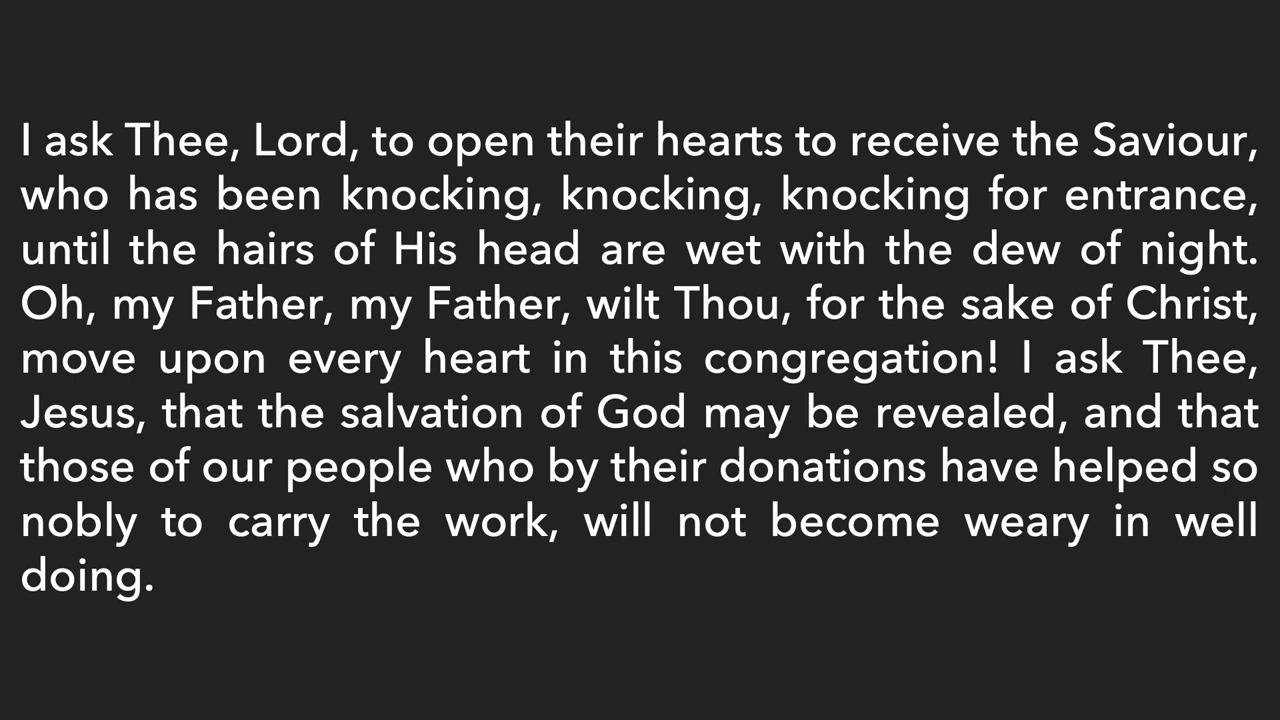 I ask Thee, Lord, to open their hearts to receive the Saviour,
who has been knocking, knocking, knocking for entrance,
until the hairs of His head are wet with the dew of night.
Oh, my Father, my Father, wilt Thou, for the sake of Christ,
move upon every heart in this congregation! I ask Thee,
Jesus, that the salvation of God may be revealed, and that
those of our people who by their donations have helped so
nobly to carry the work, will not become weary in well
doing.